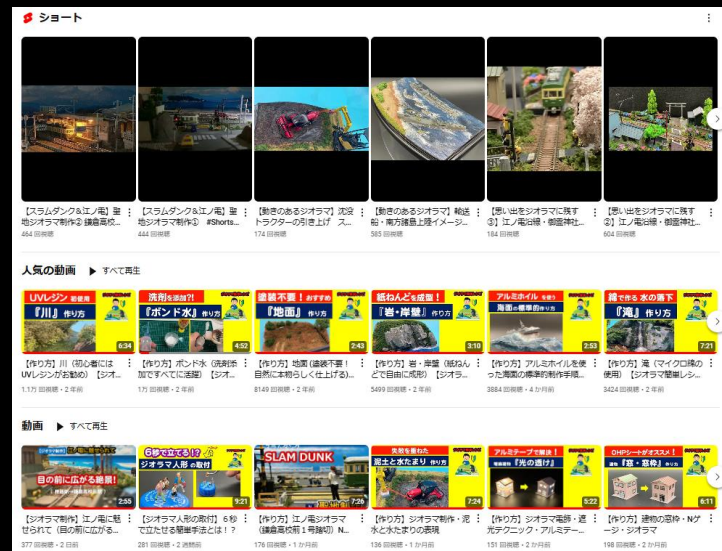 ショート
【スラムダンク&江ノ電】聖地ジオラマ制作② 鎌倉高校...
464 回視聴
【スラムダンク&江ノ電】聖地ジオラマ制作① #Shorts...
444 回視聴
【動きのあるジオラマ】沈没トラクターの引き上げ ス...
174 回視聴
【動きのあるジオラマ】輸送船・南方諸島上陸イメージ...
585 回視聴
【思い出をジオラマに残す③】江ノ電沿線・御霊神社...
184 回視聴
【思い出をジオラマに残す②】江ノ電沿線・御霊神社...
604 回視聴
人気の動画
すべて再生
UVレジン 初使用
『川』作り方
6:34
洗剤を添加?!
『ボンド水』作り方
4:52
塗装不要！おすすめ
『地面』作り方
2:43
紙ねんどを成型！
『岩・岸壁』作り方
3:10
アルミホイル を使う
海面の標準的作り方
2:53
綿で作る 水の落下
『滝』作り方
7:21
【作り方】川（初心者にはUVレジンがお勧め）【ジオ...
1.1万 回視聴・2 年前
【作り方】ボンド水（洗剤添加ですべてに活躍）【ジオ...
1万 回視聴・2 年前
【作り方】地面 (塗装不要！自然に本物らしく仕上げる)...
8149 回視聴・2 年前
【作り方】岩・岸壁（紙ねんどで自由に成形）【ジオラ...
5499 回視聴・2 年前
【作り方】アルミホイルを使った海面の標準的制作手順...
3884 回視聴・4 か月前
【作り方】滝（マイクロ綿の使用）【ジオラマ簡単レシ...
3424 回視聴・2 年前
動画
すべて再生
目の前に広がる絶景！
2:55
6秒で立てる!？
ジオラマ人形の取付
9:21
SLAM DUNK
7:26
失敗を重ねた
泥土と水たまり 作り方
7:24
アルミテープで解決！
『光の透け』
5:22
OHPシートがオススメ！
『窓・窓枠』作り方
6:11
【ジオラマ制作】江ノ電に魅せられて（目の前に広がる...
377 回視聴・2 日前
【ジオラマ人形の取付】６秒で立たせる簡単手法とは！？
281 回視聴・2 週間前
【作り方】江ノ電ジオラマ（鎌倉高校前１号踏切）N...
176 回視聴・1 か月前
【作り方】ジオラマ制作・泥水と水たまりの表現
136 回視聴・1 か月前
【作り方】ジオラマ電飾・遮光テクニック・アルミテー...
151 回視聴・2 か月前
【作り方】建物の窓枠・Nゲージ・ジオラマ
198 回視聴・2 か月前